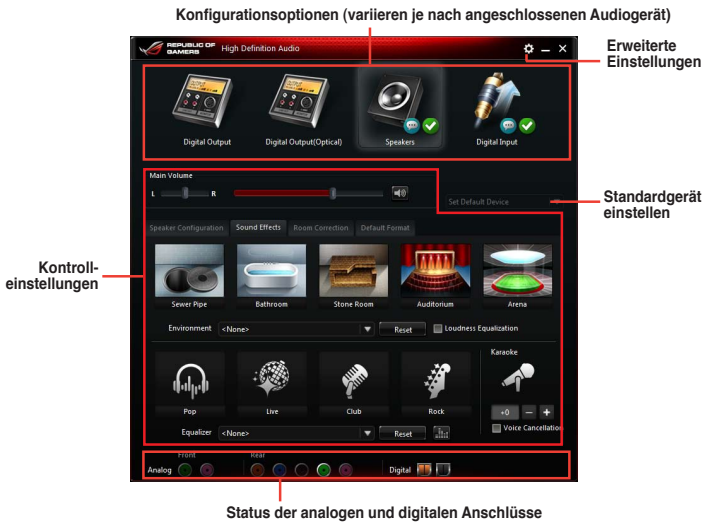 Konfigurationsoptionen (variieren je nach angeschlossenen Audiogerät)
REPUBLIC OF
GAMERS
High Definition Audio
Erweiterte
Einstellungen
Digital Output
Digital Output(Optical)
Speakers
Digital Input
Main Volume
L
R
Set Default Device
Standardgerät
einstellen
Speaker Configuration
Sound Effects
Room Correction
Default Format
Kontroll-
einstellungen
Sewer Pipe
Bathroom
Stone Room
Auditorium
Arena
Environment
<None>
Reset
Loudness Equalization
Karaoke
Pop
Live
Club
Rock
+0
Equalizer
<None>
Reset
Voice Cancellation
Front
Rear
Analog
Digital
Status der analogen und digitalen Anschlüsse